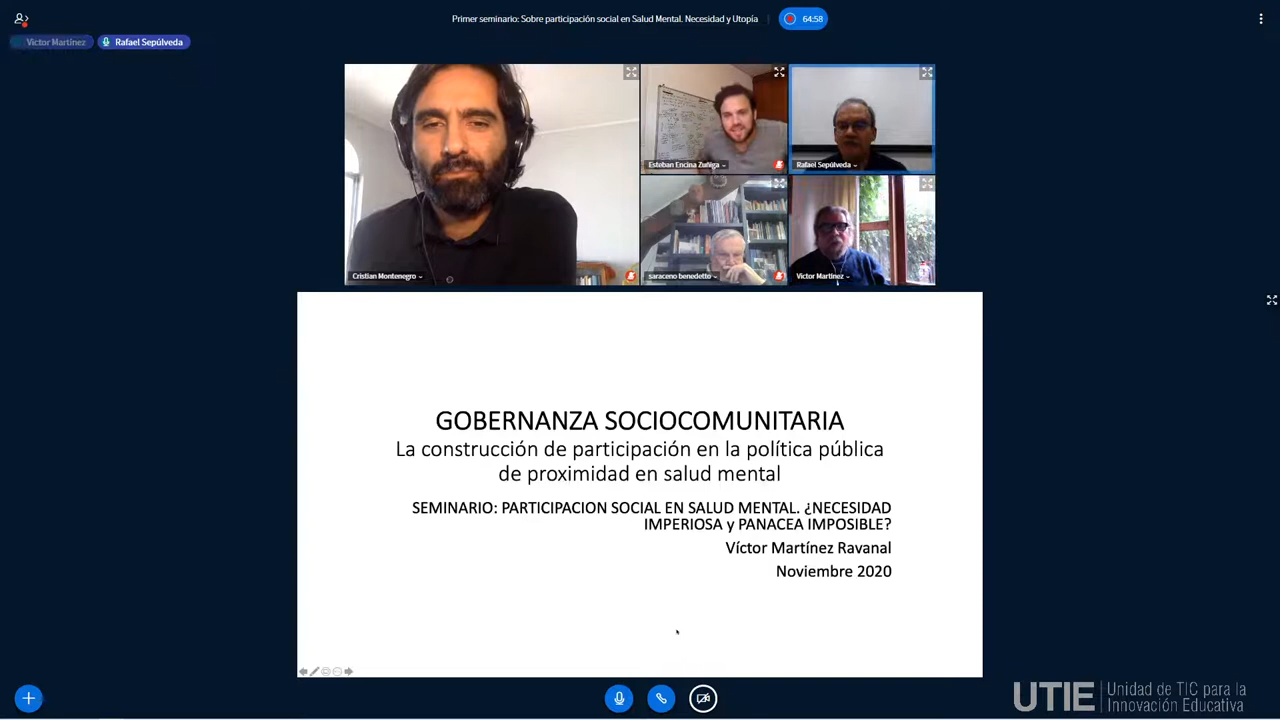 Primer seminario: Sobre participación social en Salud Mental. Necesidad y Utopía
64:58
Víctor Martínez
Rafael Sepúlveda
Esteban Encina Zuñiga
Rafael Sepúlveda
Cristian Montenegro
saraceno benedetto
Víctor Martínez
GOBERNANZA SOCIOCOMUNITARIA
La construcción de participación en la política pública
de proximidad en salud mental
SEMINARIO: PARTICIPACION SOCIAL EN SALUD MENTAL. ¿NECESIDAD
IMPERIOSA y PANACEA IMPOSIBLE?
Víctor Martínez Ravanal
Noviembre 2020
UTIE
Unidad de TIC para la
Innovación Educativa